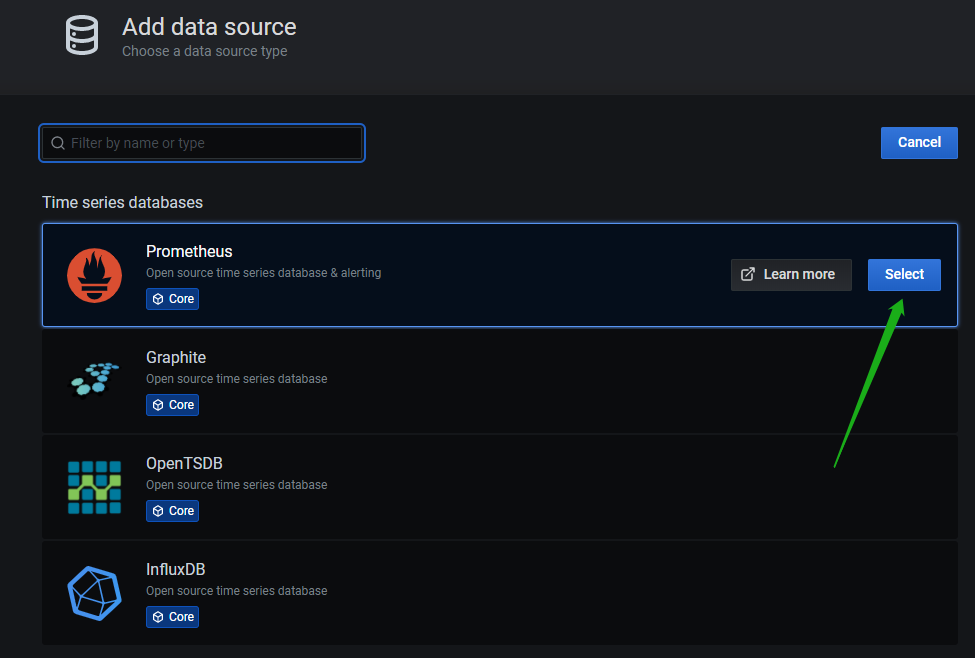 Add data source
Choose a data source type
Filter by name or type
Cancel
Time series databases
Prometheus
Open source time series database & alerting
Core
Learn more
Select
Graphite
Open source time series database
Core
OpenTSDB
Open source time series database
Core
InfluxDB
Open source time series database
Core